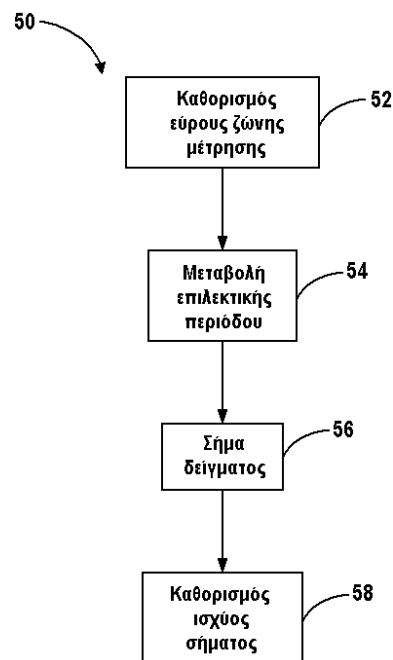 50
Καθορισμός
εύρους ζώνης
μέτρησης
52
Μεταβολή
επιλεκτικής
περιόδου
54
Σήμα
δείγματος
56
Καθορισμός
ισχύος
σήματος
58